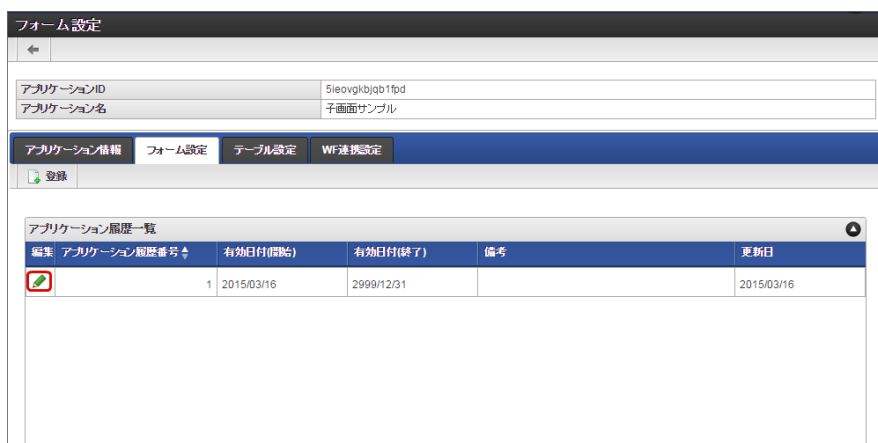 フォーム設定
アプリケーションID 5ieovgkbjqb1fpd
アプリケーション名 子画面サンプル
アプリケーション情報 フォーム設定 テーブル設定 WF連携設定
登録
アプリケーション履歴一覧
編集 アプリケーション履歴番号 有効日付(開始) 有効日付(終了) 備考 更新日
1 2015/03/16 2999/12/31 2015/03/16